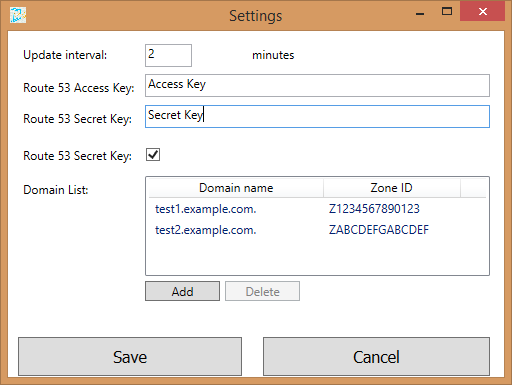 Settings
Update interval: 2 minutes
Route 53 Access Key: Access Key
Route 53 Secret Key: Secret Key
Route 53 Secret Key:
Domain List: Domain name Zone ID
test1.example.com. Z1234567890123
test2.example.com. ZABCDEFGABCDEF
Add Delete
Save Cancel